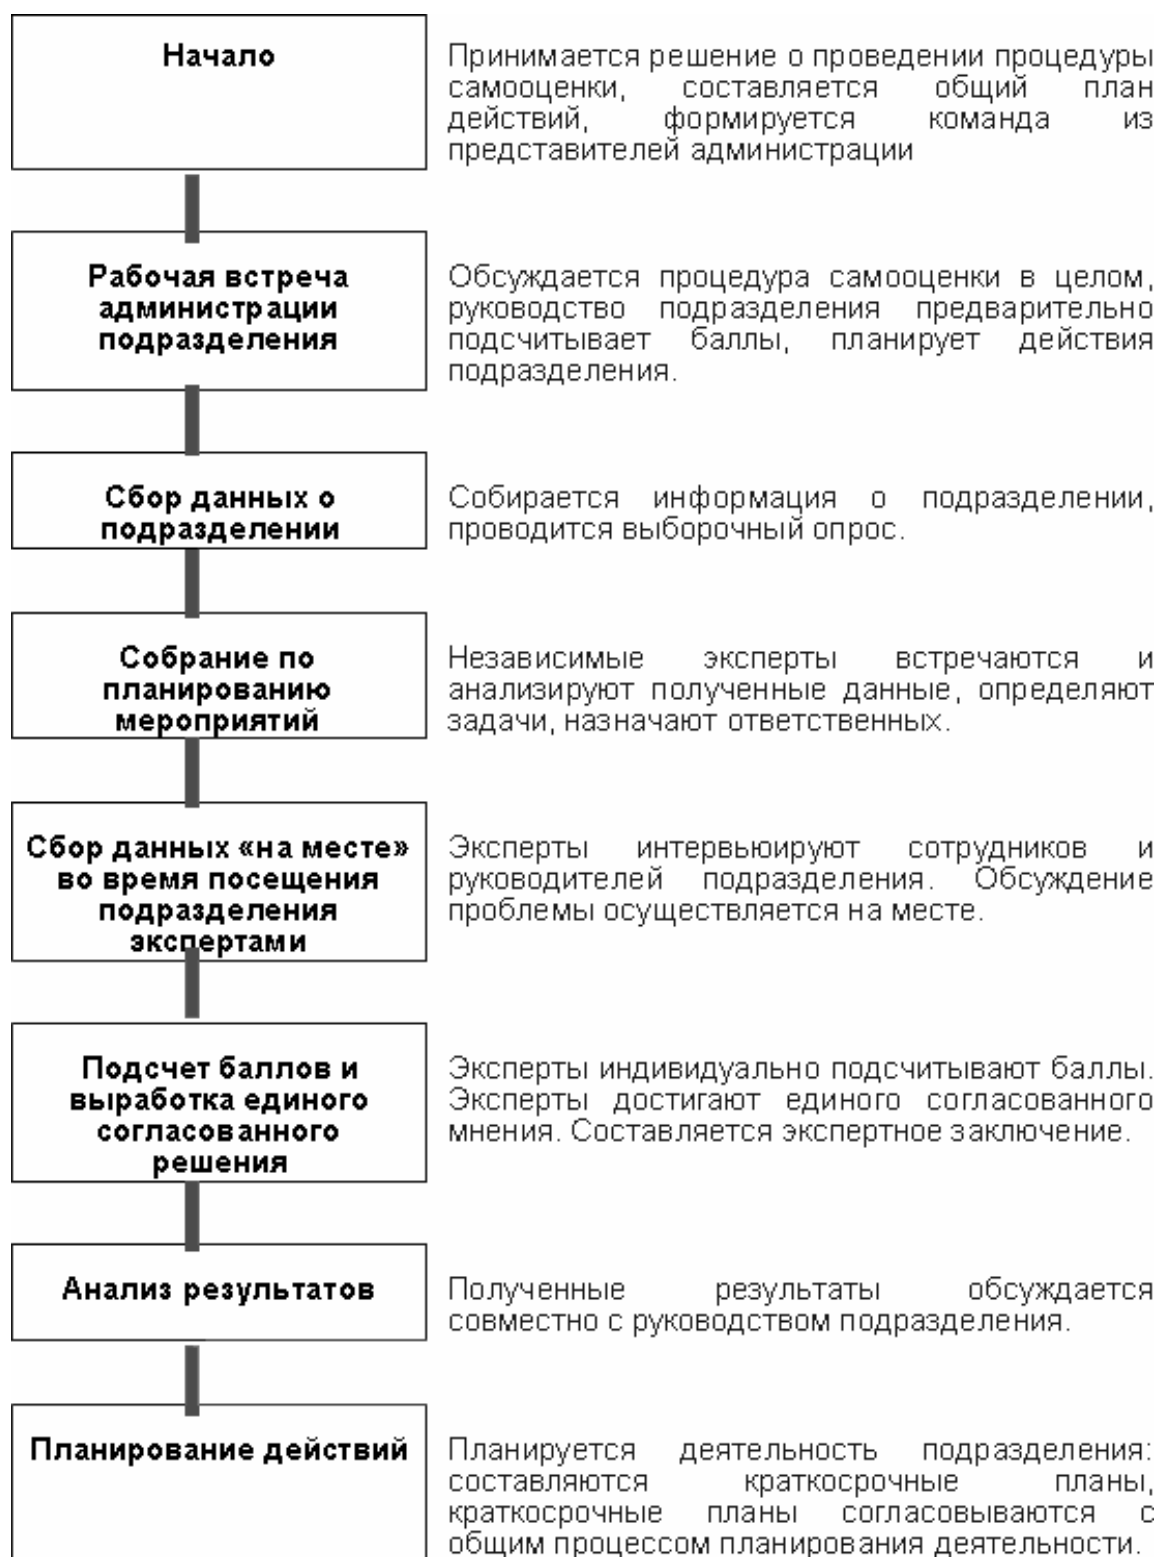 Начало
Принимается решение о проведении процедуры
самооценки, составляется общий план
действий, формируется команда из
представителей администрации
Рабочая встреча
администрации
подразделения
Обсуждается процедура самооценки в целом,
руководство подразделения предварительно
подсчитывает баллы, планирует действия
подразделения.
Сбор данных о
подразделении
Собирается информация о подразделении,
проводится выборочный опрос.
Собрание по
планированию
мероприятий
Независимые эксперты встречаются и
анализируют полученные данные, определяют
задачи, назначают ответственных.
Сбор данных «на месте»
во время посещения
подразделения
экспертами
Эксперты интервьюируют сотрудников и
руководителей подразделения. Обсуждение
проблемы осуществляется на месте.
Подсчет баллов и
выработка единого
согласованного
решения
Эксперты индивидуально подсчитывают баллы.
Эксперты достигают единого согласованного
мнения. Составляется экспертное заключение.
Анализ результатов
Полученные результаты обсуждается
совместно с руководством подразделения.
Планирование действий
Планируется деятельность подразделения:
составляются краткосрочные планы,
краткосрочные планы согласовываются с
общим процессом планирования деятельности.